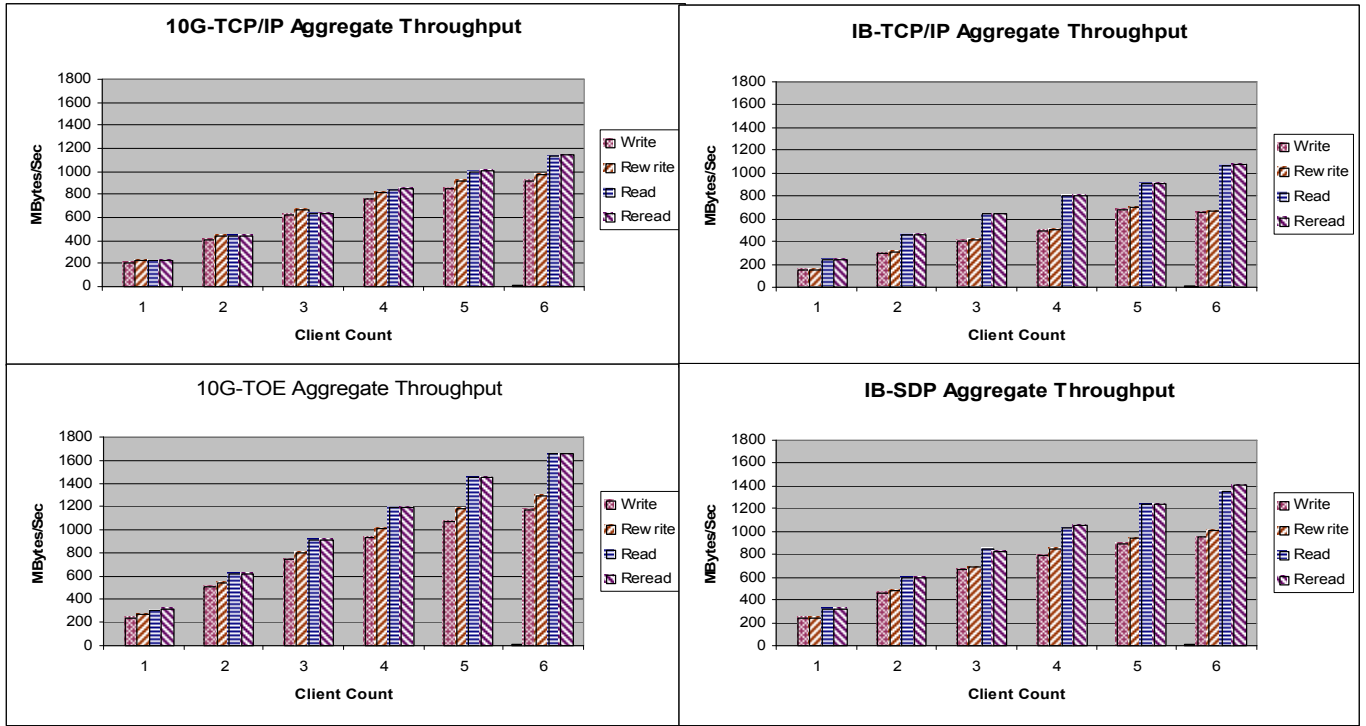 10G-TCP/IP Aggregate Throughput
1800
1600
1400
1200
1000
800
600
400
200
0
MBytes/Sec
1 2 3 4 5 6
Client Count
Write
Rew rite
Read
Reread
IB-TCP/IP Aggregate Throughput
1800
1600
1400
1200
1000
800
600
400
200
0
MBytes/Sec
1 2 3 4 5 6
Client Count
Write
Rew rite
Read
Reread
10G-TOE Aggregate Throughput
1800
1600
1400
1200
1000
800
600
400
200
0
MBytes/Sec
1 2 3 4 5 6
Client Count
Write
Rew rite
Read
Reread
IB-SDP Aggregate Throughput
1800
1600
1400
1200
1000
800
600
400
200
0
MBytes/Sec
1 2 3 4 5 6
Client Count
Write
Rew rite
Read
Reread